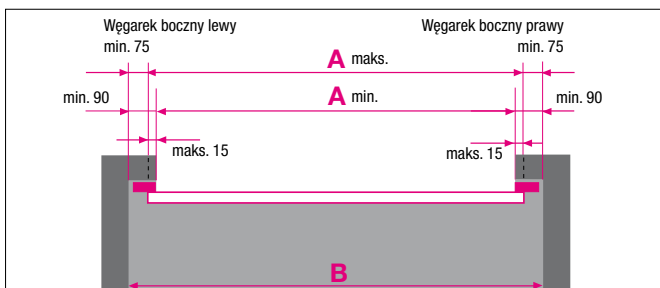 Węgarek boczny lewy
Węgarek boczny prawy
min. 75
min. 75
A maks.
min. 90
A min.
min. 90
maks. 15
maks. 15
B